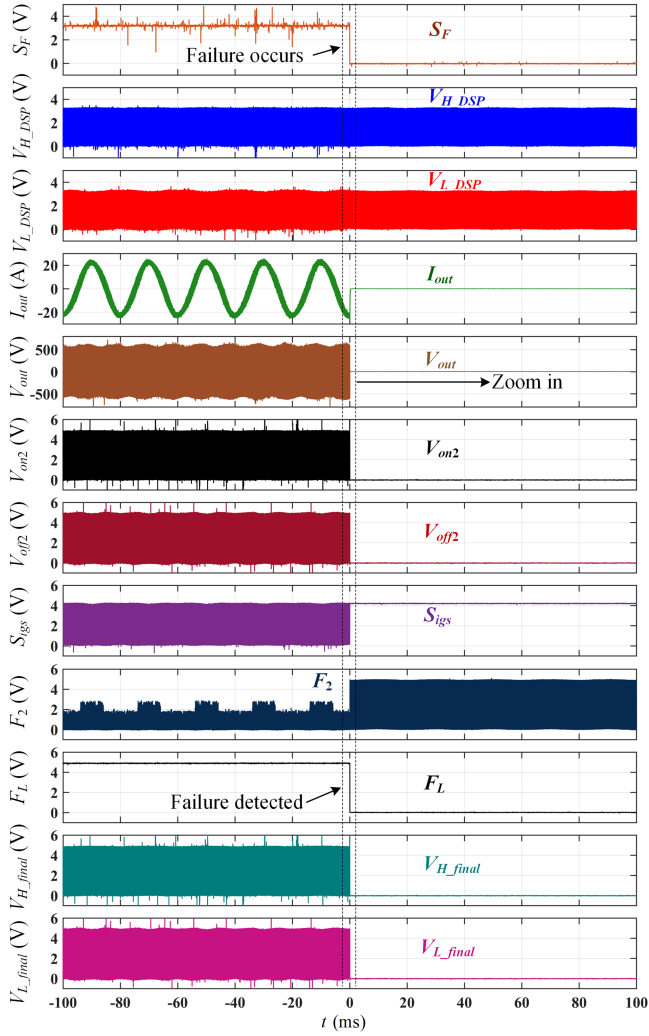 S_F (V)
4
2
0
S_F
Failure occurs
V_H_DSP (V)
4
2
0
V_H_DSP
V_L_DSP (V)
4
2
0
V_L_DSP
I_out (A)
20
0
-20
I_out
V_out (V)
500
0
-500
V_out
Zoom in
V_on2 (V)
6
4
2
0
V_on2
V_off2 (V)
6
4
2
0
V_off2
S_igs (V)
6
4
2
0
S_igs
F_2 (V)
6
4
2
0
F_2
F_L (V)
6
4
2
0
F_L
Failure detected
V_H_final (V)
6
4
2
0
V_H_final
V_L_final (V)
6
4
2
0
V_L_final
-100 -80 -60 -40 -20 0 20 40 60 80 100
t (ms)